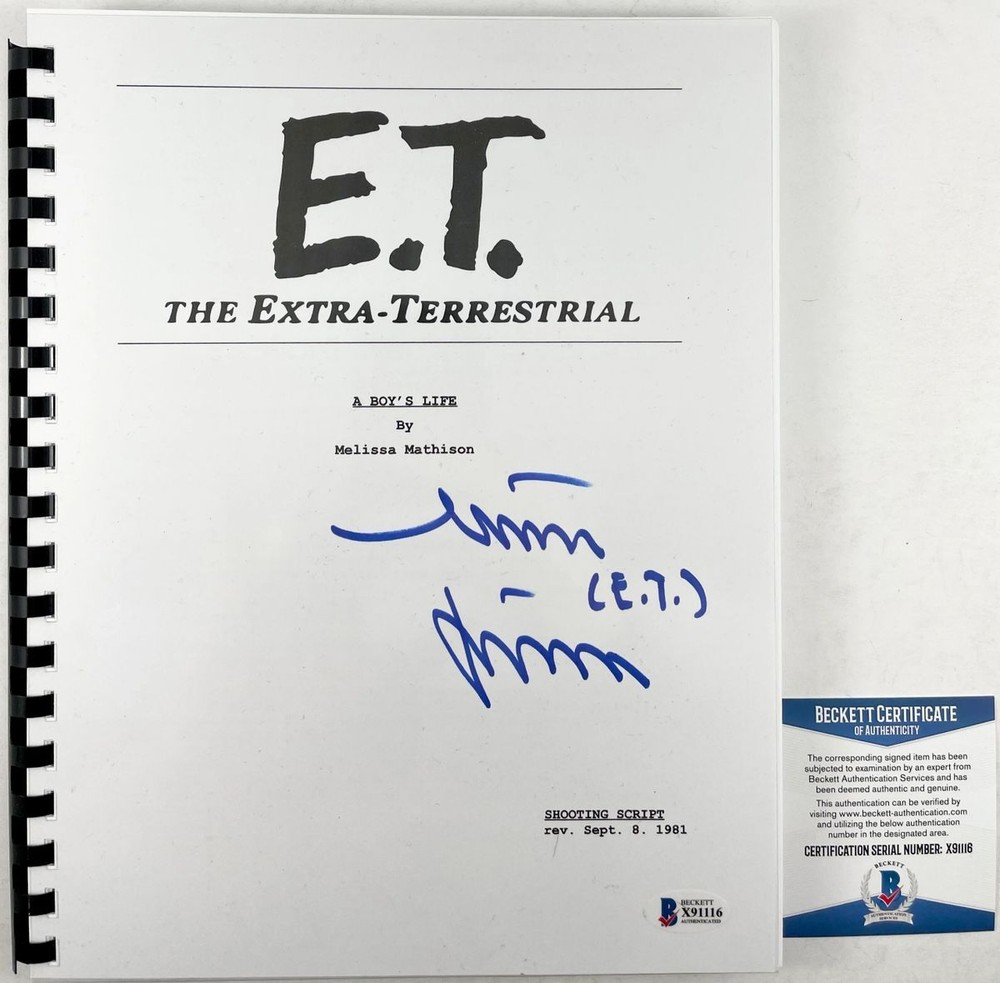 E.T.
THE EXTRA-TERRESTRIAL
A BOY'S LIFE
By
Melissa Mathison
(E.T.)
SHOOTING SCRIPT
rev. Sept. 8. 1981
BECKETT
X91116
AUTHENTICATED
BECKETT CERTIFICATE
OF AUTHENTICITY
The corresponding signed item has been
subjected to examination by an expert from
Beckett Authentication Services and has
been deemed authentic and genuine.
This authentication can be verified by
visiting www.beckett-authentication.com
and utilizing the below authentication
number in the designated area.
CERTIFICATION SERIAL NUMBER: X91116
BECKETT
AUTHENTICATION
SERVICES